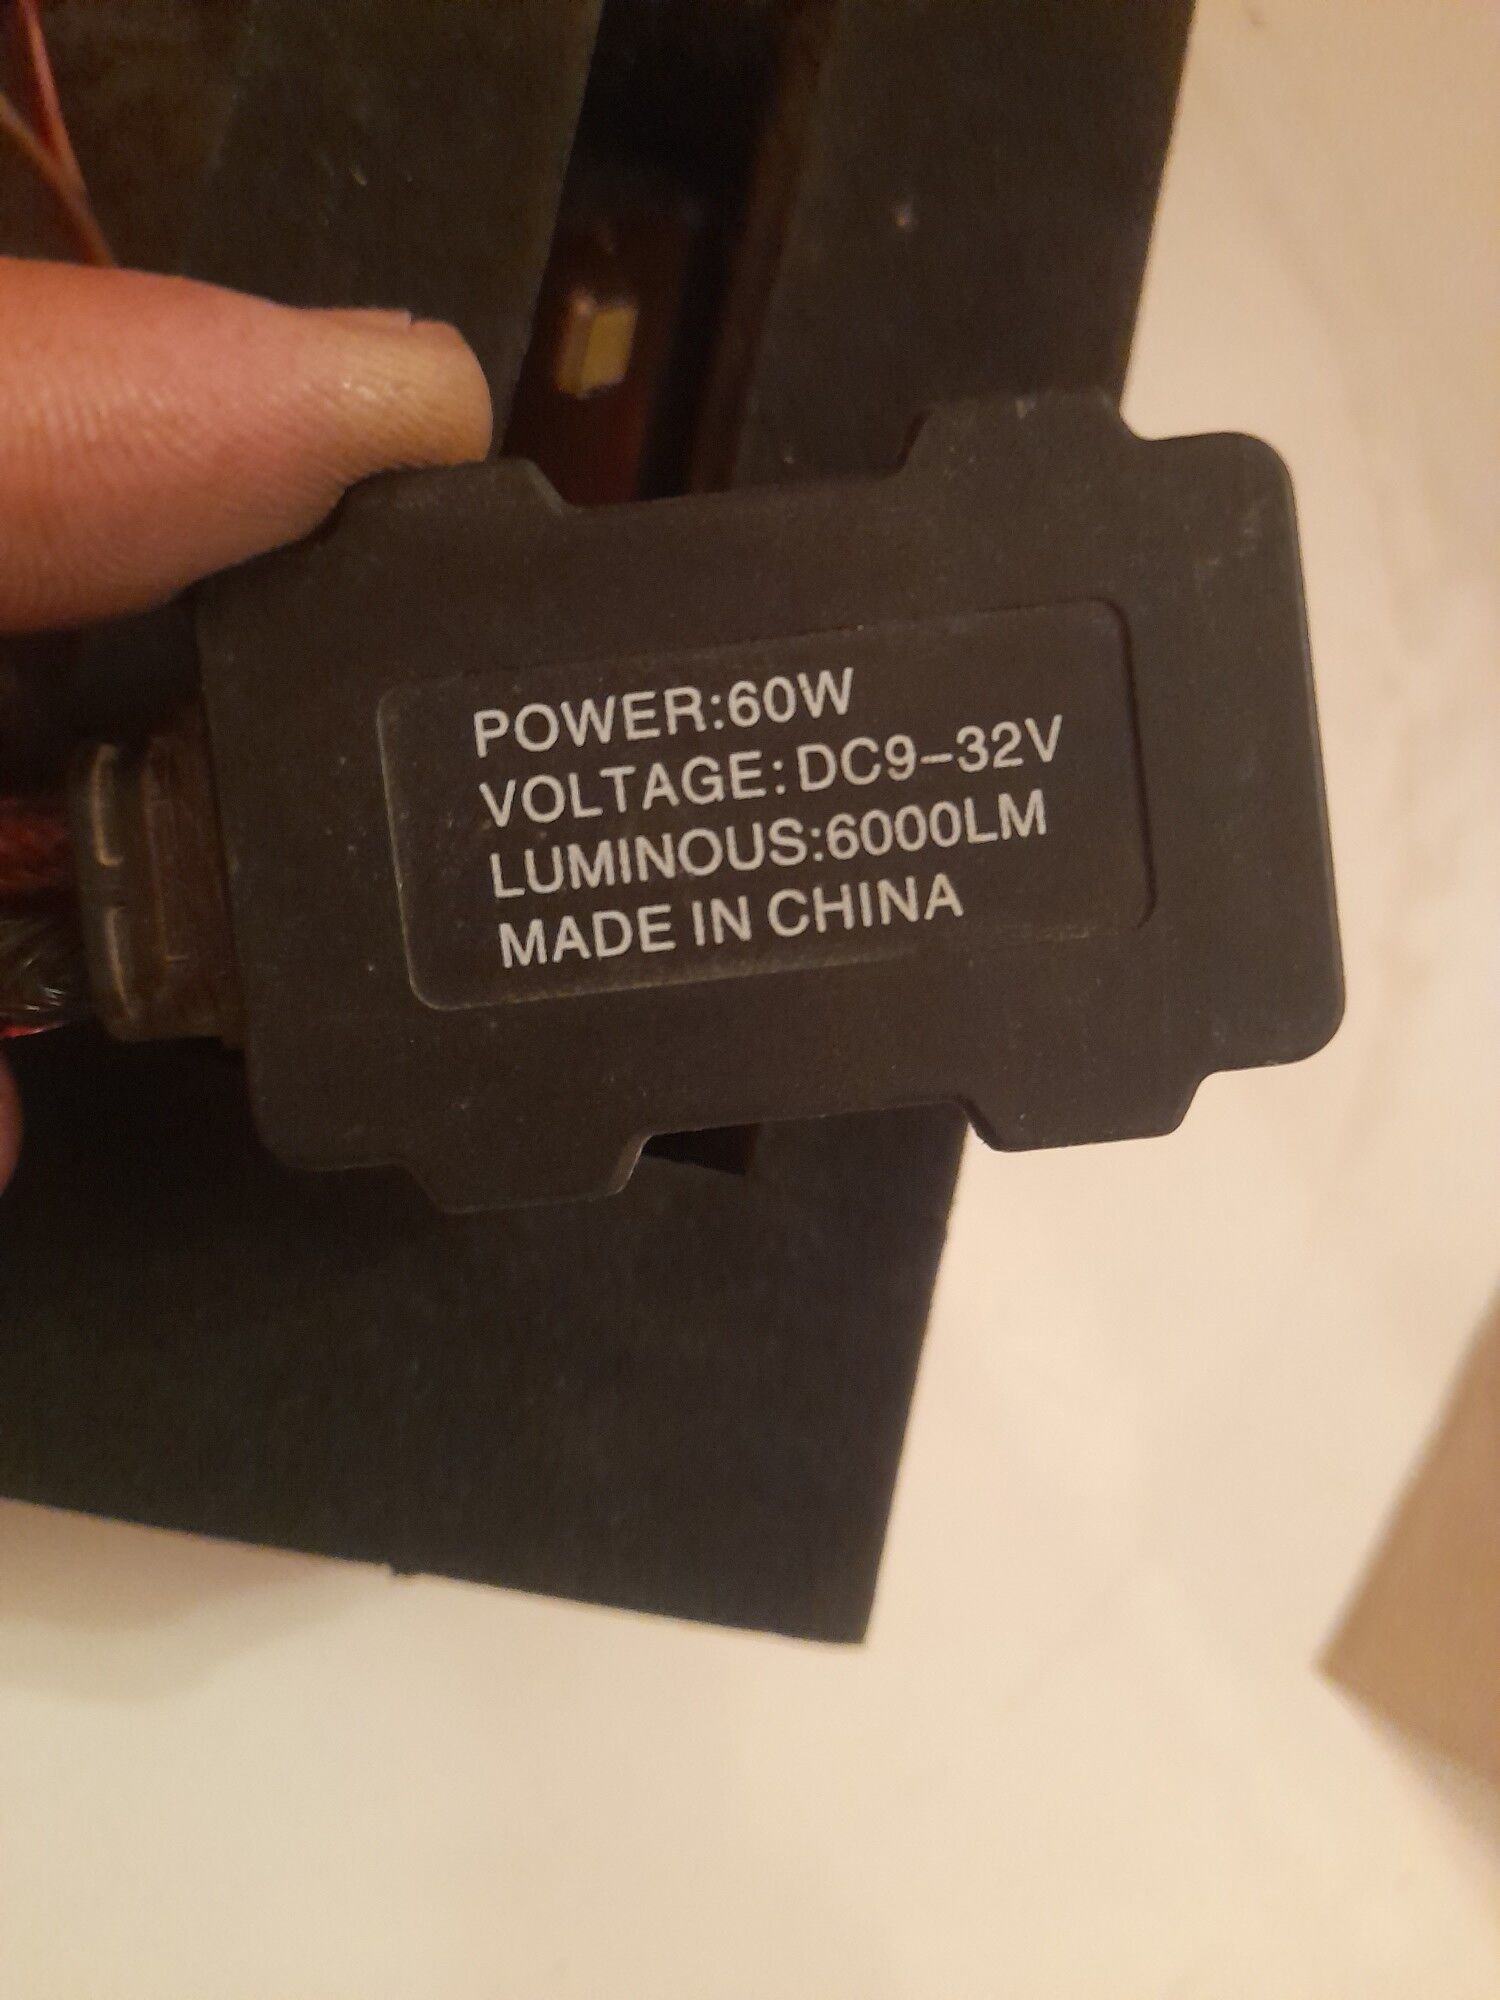 POWER:60W
VOLTAGE:DC9-32V
LUMINOUS:6000LM
MADE IN CHINA